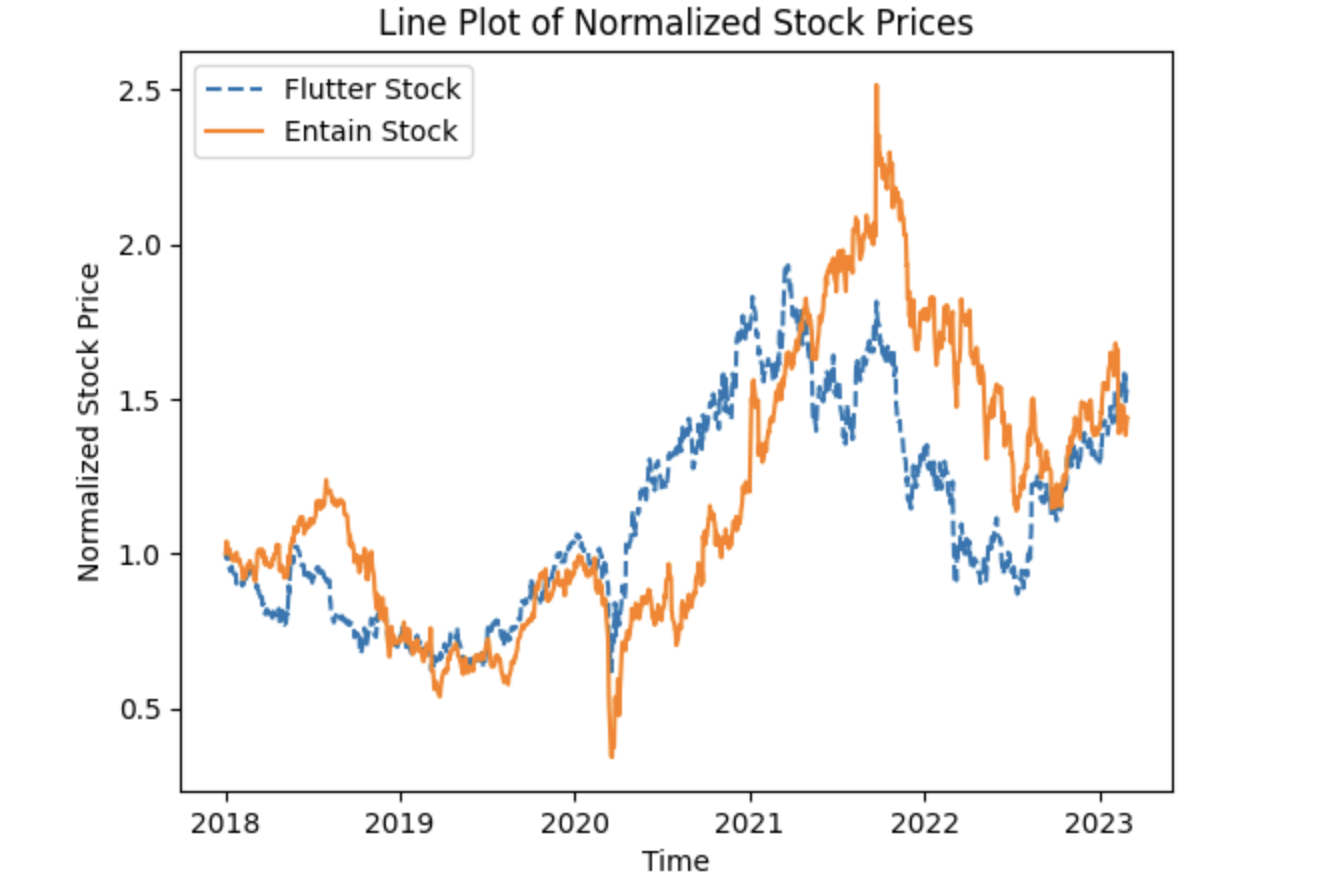 Line Plot of Normalized Stock Prices
Flutter Stock
Entain Stock
Normalized Stock Price
2.5
2.0
1.5
1.0
0.5
2018 2019 2020 2021 2022 2023
Time